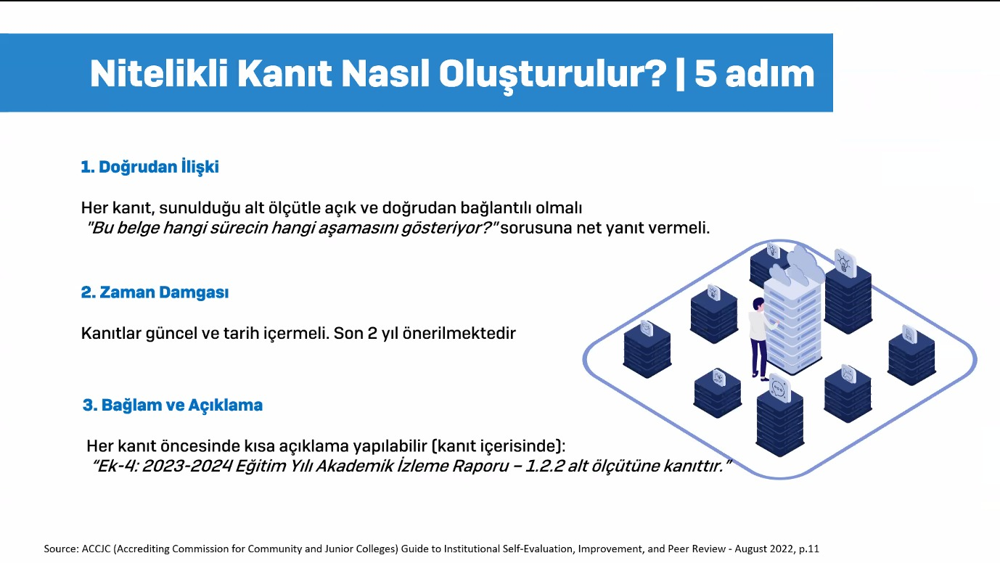 Nitelikli Kanıt Nasıl Oluşturulur? | 5 adım
1. Doğrudan İlişki
Her kanıt, sunulduğu alt ölçütle açık ve doğrudan bağlantılı olmalı
"Bu belge hangi sürecin hangi aşamasını gösteriyor?" sorusuna net yanıt vermeli.
2. Zaman Damgası
Kanıtlar güncel ve tarih içermeli. Son 2 yıl önerilmektedir
3. Bağlam ve Açıklama
Her kanıt öncesinde kısa açıklama yapılabilir (kanıt içerisinde):
“Ek-4: 2023-2024 Eğitim Yılı Akademik İzleme Raporu – 1.2.2 alt ölçütüne kanıttır.”
Source: ACCJC (Accrediting Commission for Community and Junior Colleges) Guide to Institutional Self-Evaluation, Improvement, and Peer Review - August 2022, p.11